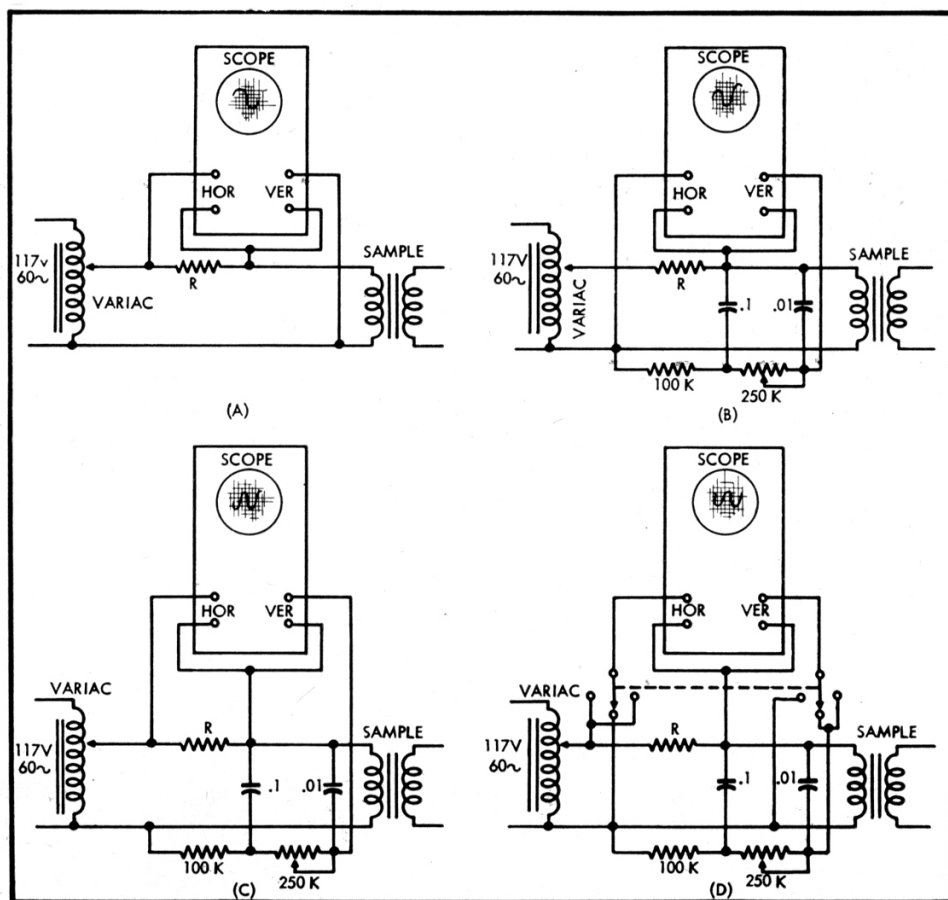 SCOPE
HOR VER
117v
60~
VARIAC
R
SAMPLE
(A)
SCOPE
HOR VER
117V
60~
VARIAC
R
SAMPLE
.1
.01
100 K
250 K
(B)
SCOPE
HOR VER
VARIAC
117V
60~
R
SAMPLE
.1
.01
100 K
250 K
(C)
SCOPE
HOR VER
VARIAC
117V
60~
R
SAMPLE
.1
.01
100 K
250 K
(D)